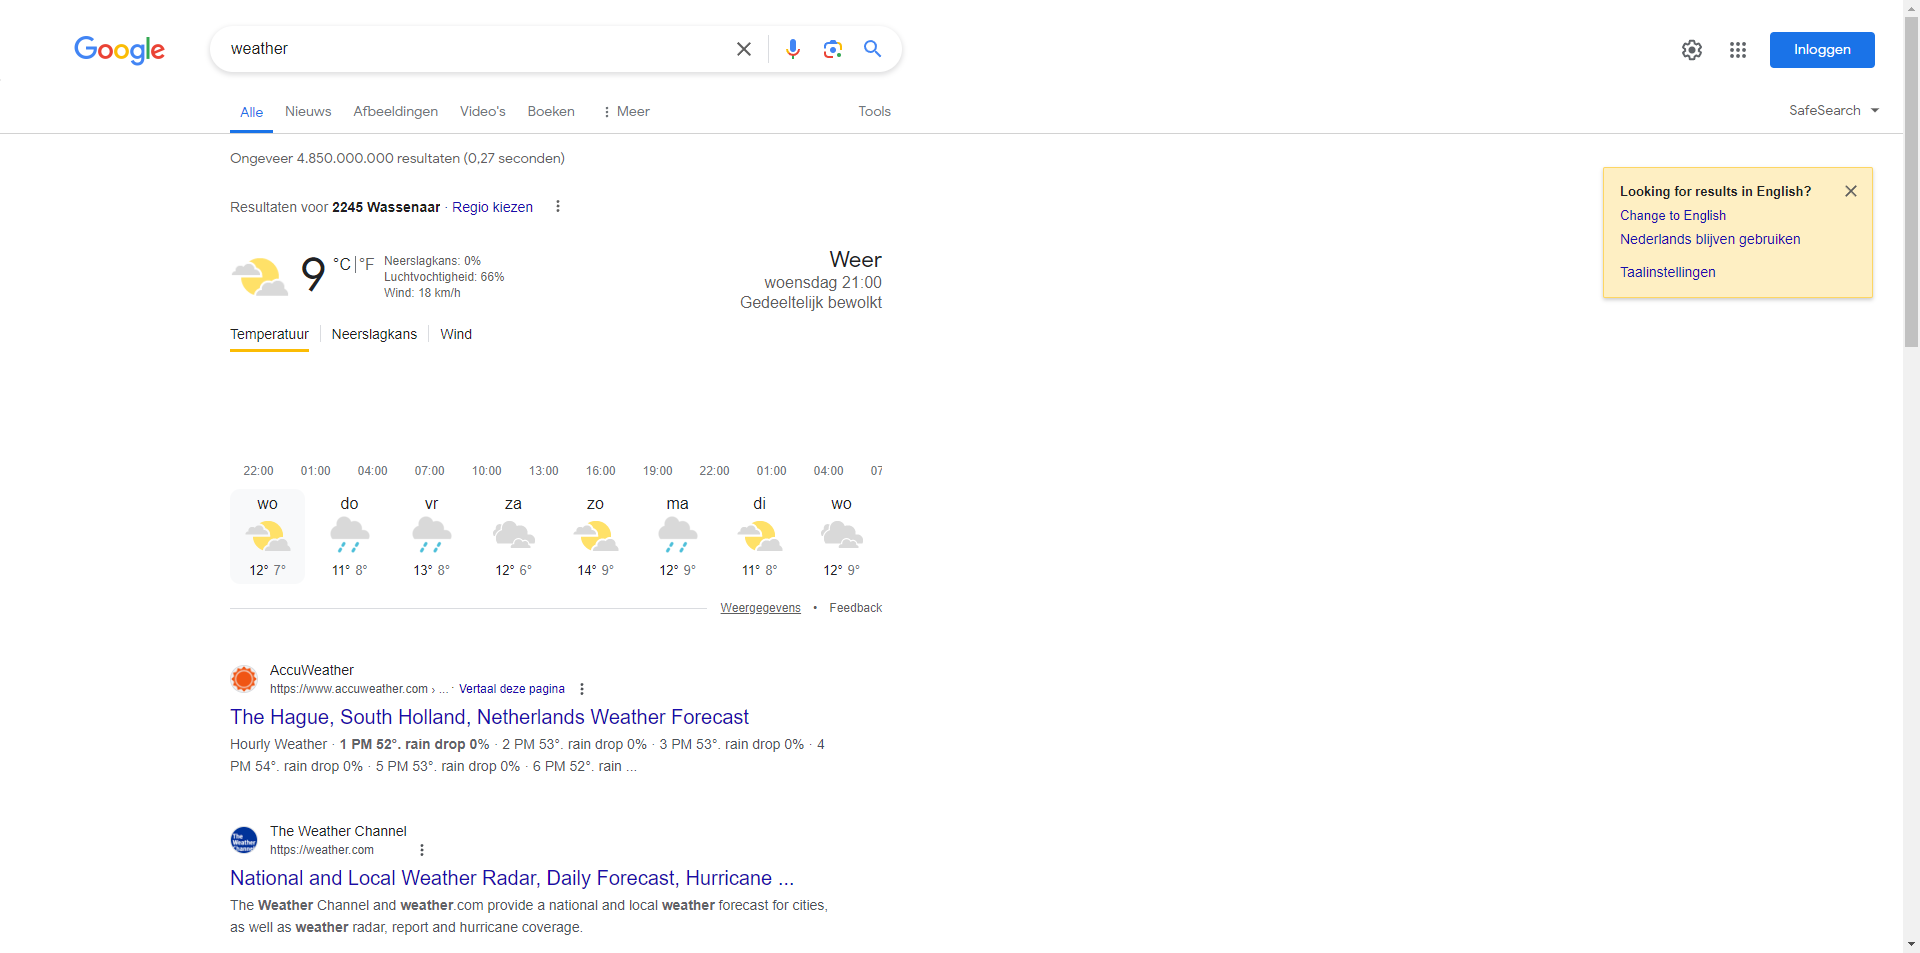 Google
weather
Inloggen
Alle Nieuws Afbeeldingen Video's Boeken Meer Tools SafeSearch
Ongeveer 4.850.000.000 resultaten (0,27 seconden)
Looking for results in English?
Change to English
Nederlands blijven gebruiken
Taalinstellingen
Resultaten voor 2245 Wassenaar · Regio kiezen
9 °C | °F
Neerslagkans: 0%
Luchtvochtigheid: 66%
Wind: 18 km/h
Weer
woensdag 21:00
Gedeeltelijk bewolkt
Temperatuur Neerslagkans Wind
22:00 01:00 04:00 07:00 10:00 13:00 16:00 19:00 22:00 01:00 04:00 07
wo do vr za zo ma di wo
12° 7° 11° 8° 13° 8° 12° 6° 14° 9° 12° 9° 11° 8° 12° 9°
Weergegevens • Feedback
AccuWeather
https://www.accuweather.com › ... · Vertaal deze pagina
The Hague, South Holland, Netherlands Weather Forecast
Hourly Weather · 1 PM 52°. rain drop 0% · 2 PM 53°. rain drop 0% · 3 PM 53°. rain drop 0% · 4
PM 54°. rain drop 0% · 5 PM 53°. rain drop 0% · 6 PM 52°. rain ...
The Weather Channel
The Weather Channel
https://weather.com
National and Local Weather Radar, Daily Forecast, Hurricane ...
The Weather Channel and weather.com provide a national and local weather forecast for cities,
as well as weather radar, report and hurricane coverage.